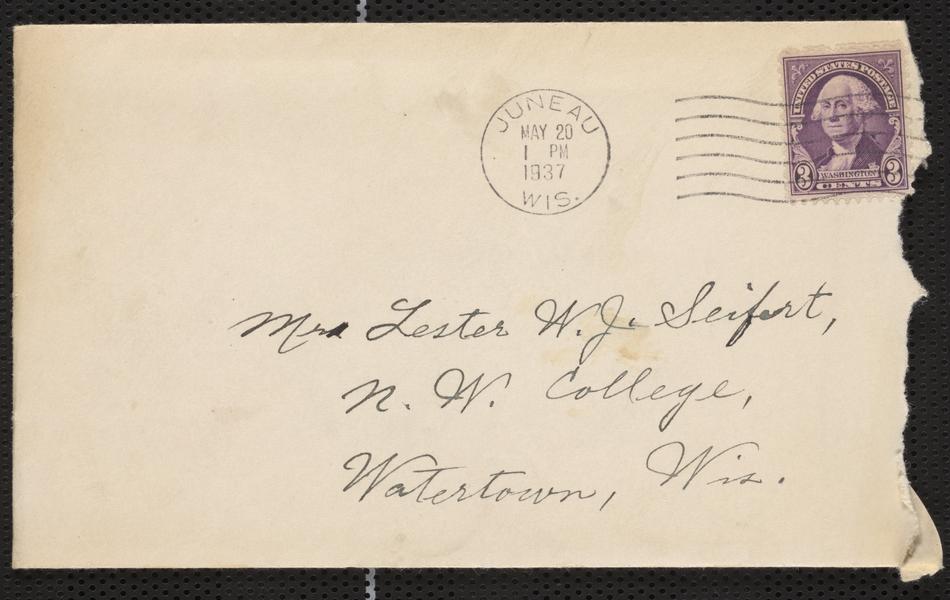 JUNEAU
MAY 20
1 PM
1937
WIS.
UNITED STATES POSTAGE
WASHINGTON
3 CENTS 3
Mrs Lester W. J. Seifert,
N. W. College,
Watertown, Wis.